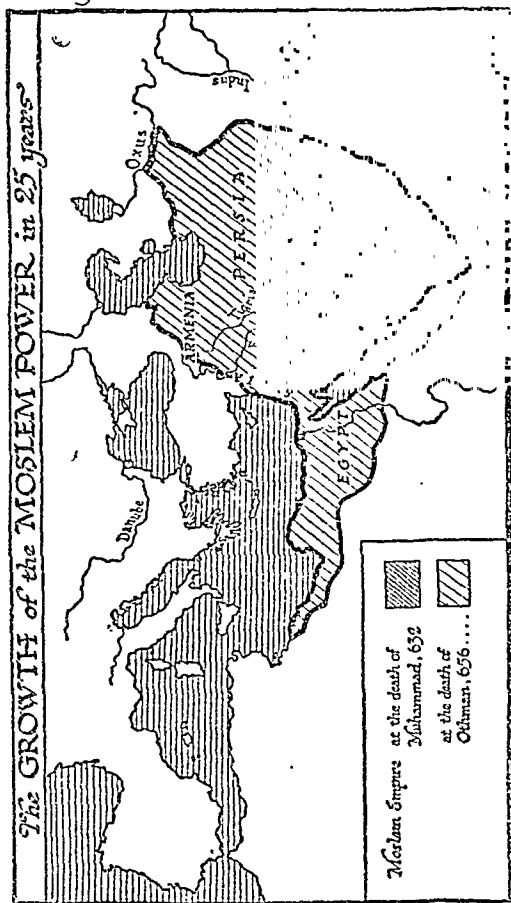 The GROWTH of the MOSLEM POWER in 25 years
Danube
Oxus
Indus
ARMENIA
PERSIA
EGYPT
Moslem Empire at the death of
Muhammad, 632
at the death of
Othman, 656....